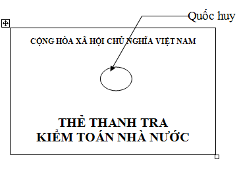 Quốc huy
CỘNG HÒA XÃ HỘI CHỦ NGHĨA VIỆT NAM
THẺ THANH TRA
KIỂM TOÁN NHÀ NƯỚC